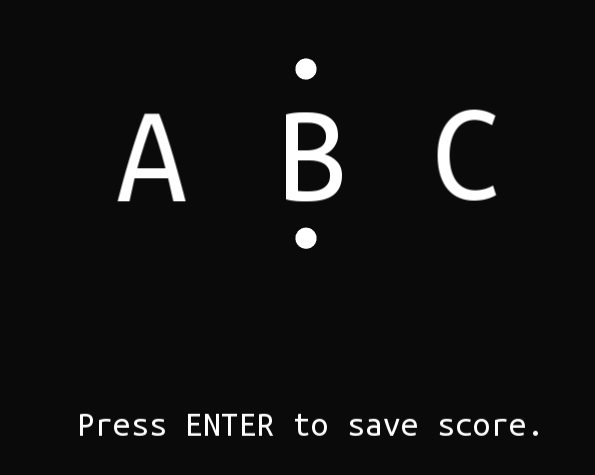 A B C
Press ENTER to save score.